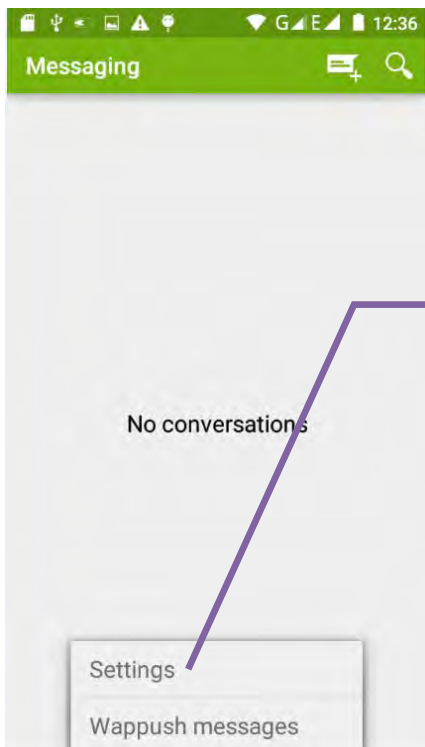 G E 12:36
Messaging
No conversations
Settings
Wappush messages